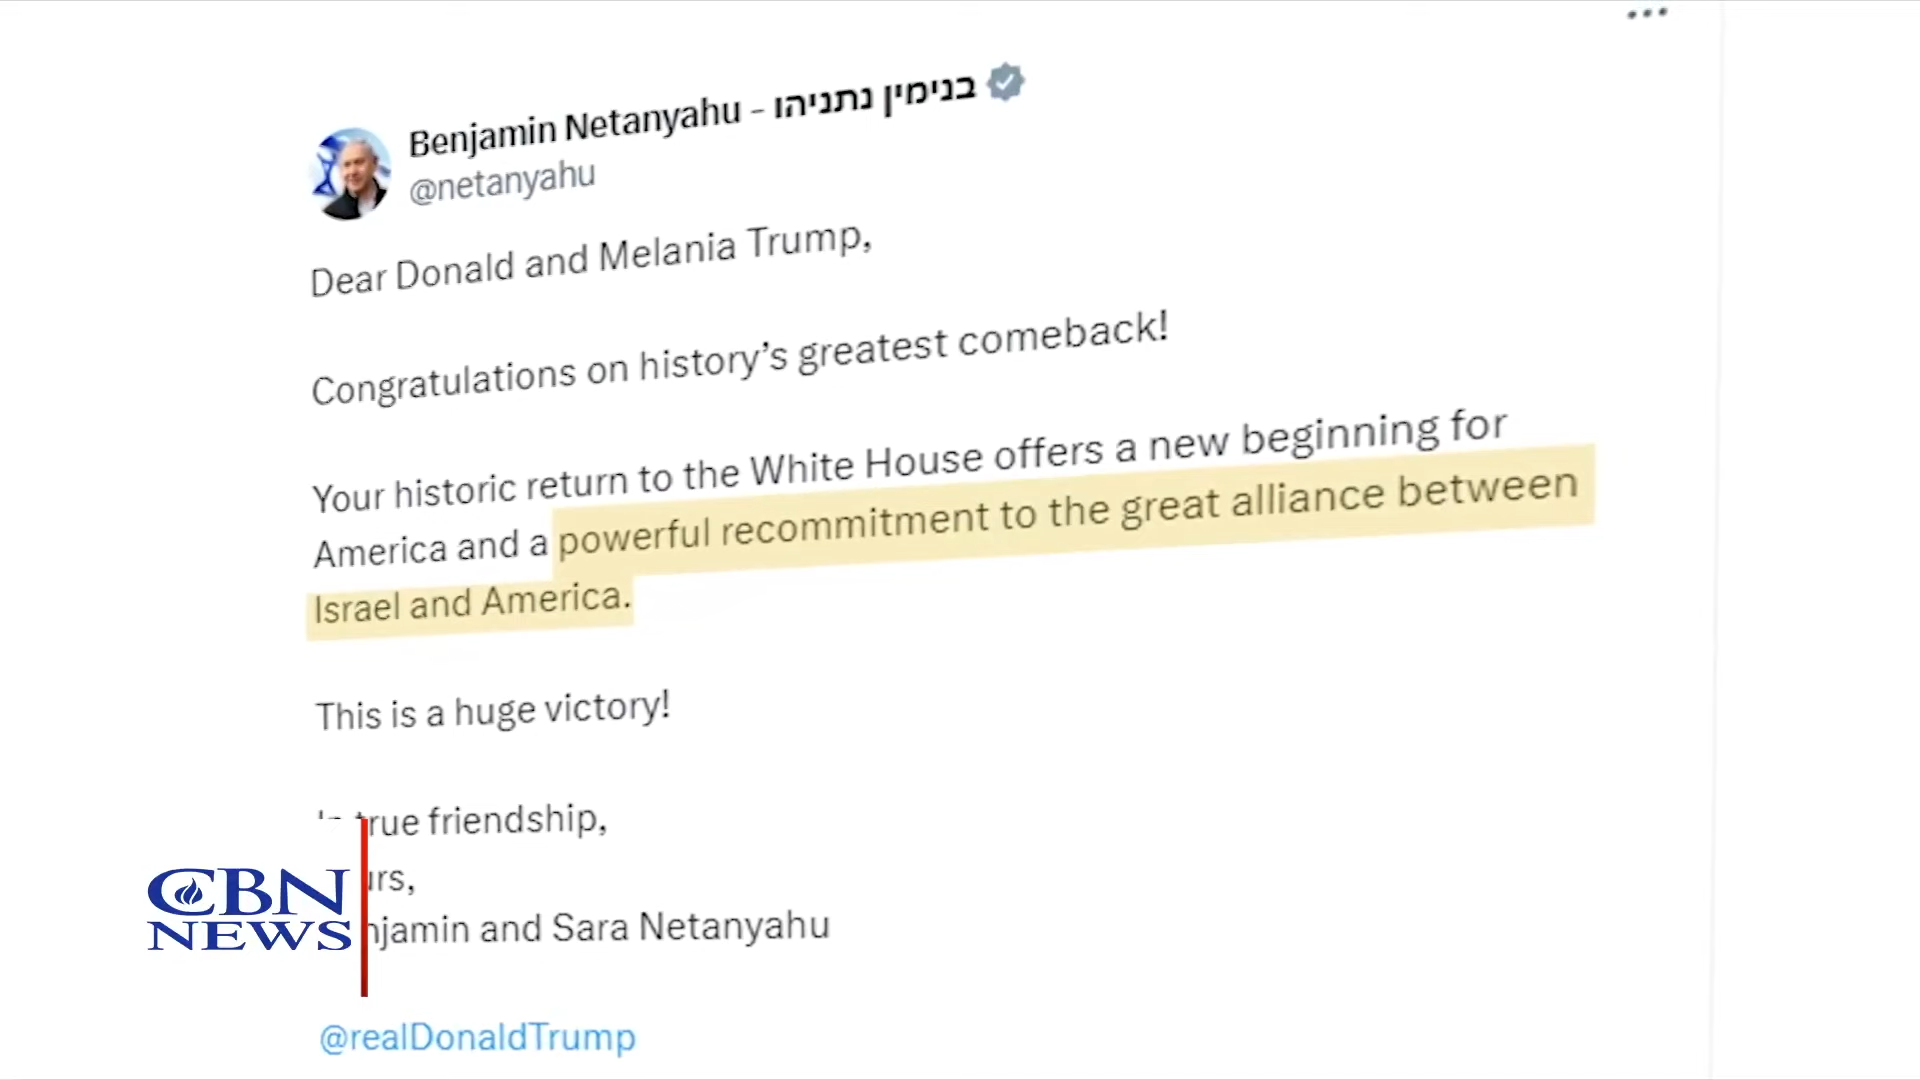 Benjamin Netanyahu - בנימין נתניהו
@netanyahu
Dear Donald and Melania Trump,
Congratulations on history's greatest comeback!
Your historic return to the White House offers a new beginning for
America and a powerful recommitment to the great alliance between
Israel and America.
This is a huge victory!
true friendship,
njamin and Sara Netanyahu
@realDonaldTrump
CBN
NEWS